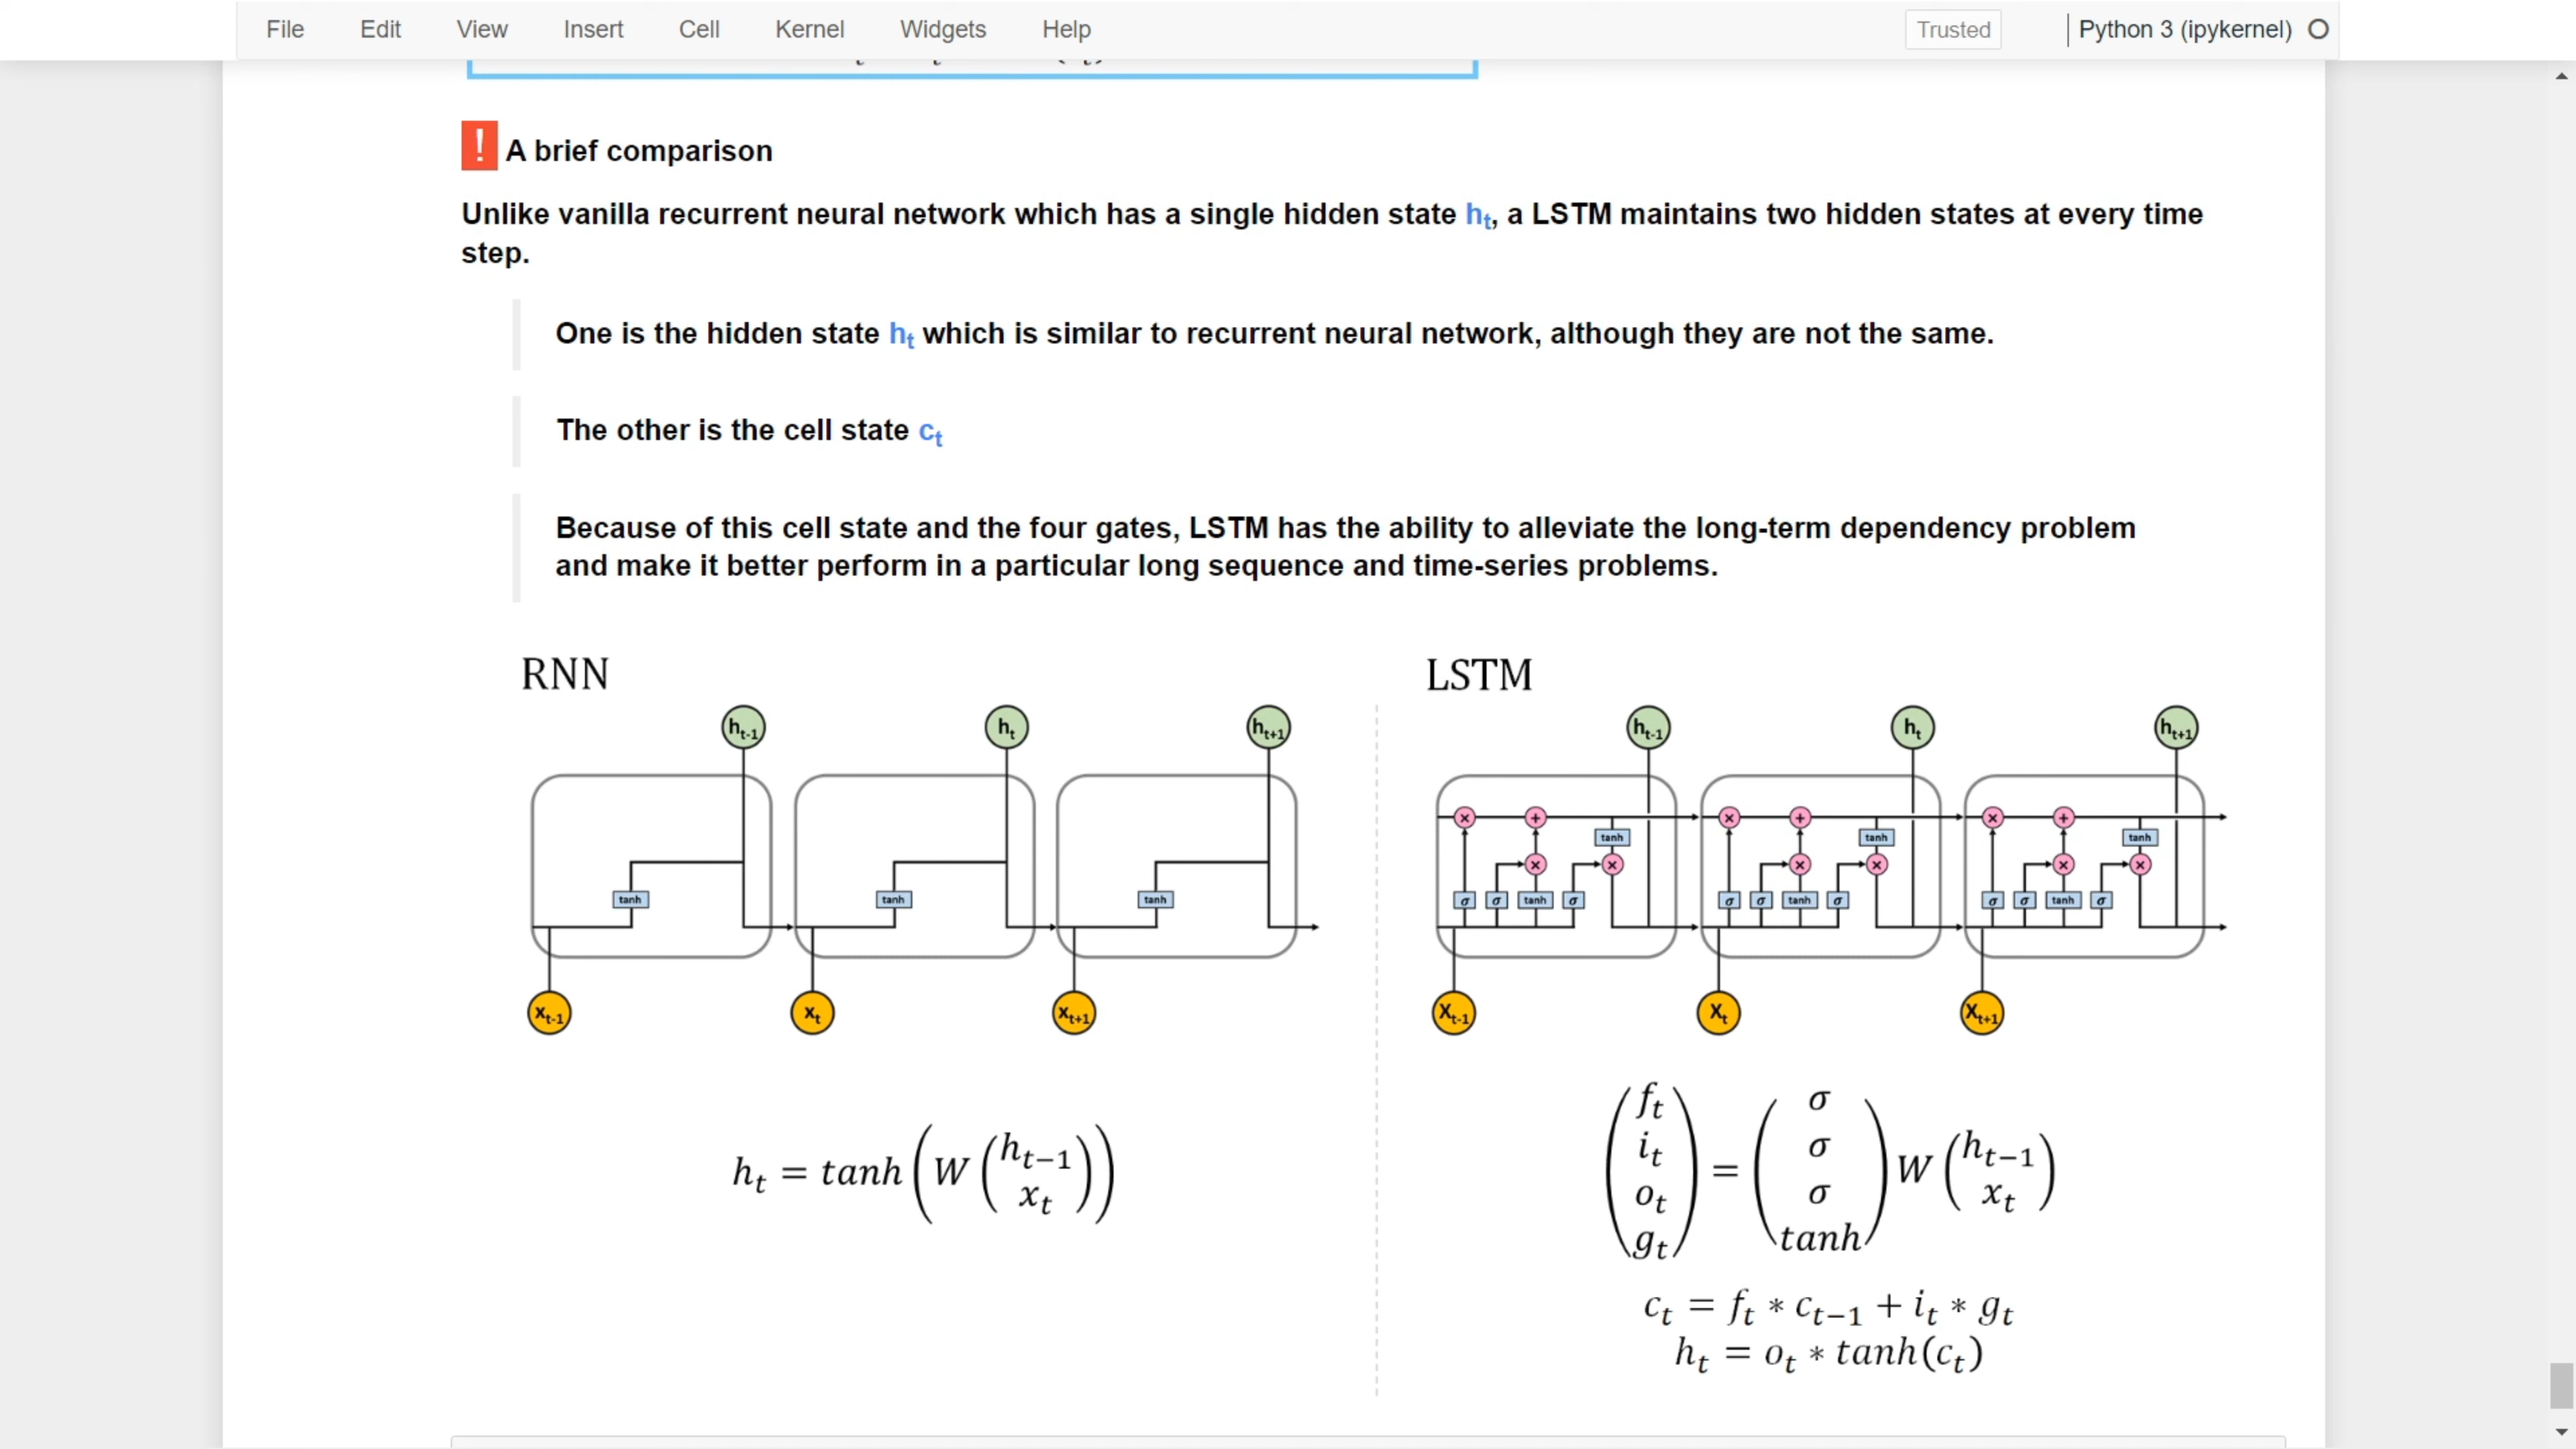 File Edit View Insert Cell Kernel Widgets Help Trusted Python 3 (ipykernel)
! A brief comparison
Unlike vanilla recurrent neural network which has a single hidden state hₜ, a LSTM maintains two hidden states at every time
step.
One is the hidden state hₜ which is similar to recurrent neural network, although they are not the same.
The other is the cell state cₜ
Because of this cell state and the four gates, LSTM has the ability to alleviate the long-term dependency problem
and make it better perform in a particular long sequence and time-series problems.
RNN
hₜ₋₁ hₜ hₜ₊₁
tanh tanh tanh
xₜ₋₁ xₜ xₜ₊₁
hₜ = tanh(W(hₜ₋₁ xₜ))
LSTM
hₜ₋₁ hₜ hₜ₊₁
× + × + × +
tanh tanh tanh
× × × × × ×
σ σ tanh σ σ σ tanh σ σ σ tanh σ
Xₜ₋₁ Xₜ Xₜ₊₁
(fₜ iₜ oₜ gₜ) = (σ σ σ tanh) W (hₜ₋₁ xₜ)
cₜ = fₜ * cₜ₋₁ + iₜ * gₜ
hₜ = oₜ * tanh(cₜ)